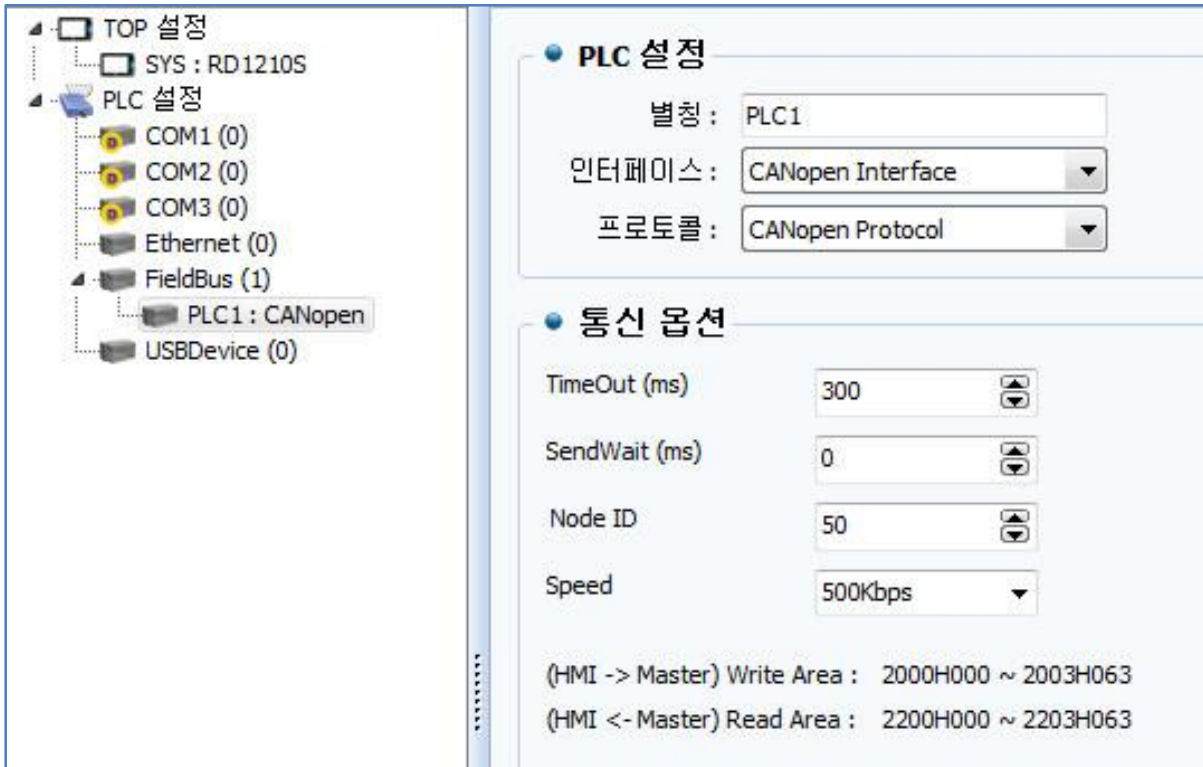 TOP 설정
SYS : RD1210S
PLC 설정
COM1 (0)
COM2 (0)
COM3 (0)
Ethernet (0)
FieldBus (1)
PLC1 : CANopen
USBDevice (0)
PLC 설정
별칭 : PLC1
인터페이스 : CANopen Interface
프로토콜 : CANopen Protocol
통신 옵션
TimeOut (ms) 300
SendWait (ms) 0
Node ID 50
Speed 500Kbps
(HMI -> Master) Write Area : 2000H000 ~ 2003H063
(HMI <- Master) Read Area : 2200H000 ~ 2203H063